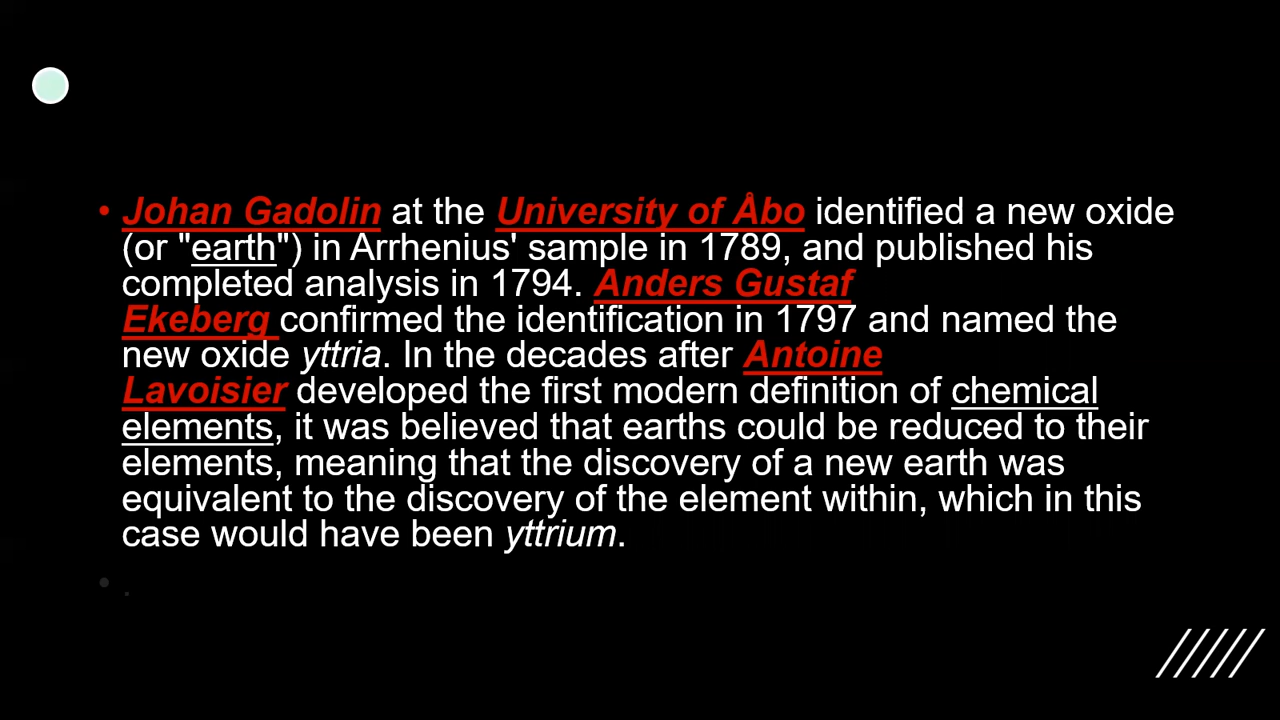 • Johan Gadolin at the University of Åbo identified a new oxide
(or "earth") in Arrhenius' sample in 1789, and published his
completed analysis in 1794. Anders Gustaf
Ekeberg confirmed the identification in 1797 and named the
new oxide yttria. In the decades after Antoine
Lavoisier developed the first modern definition of chemical
elements, it was believed that earths could be reduced to their
elements, meaning that the discovery of a new earth was
equivalent to the discovery of the element within, which in this
case would have been yttrium.
• .